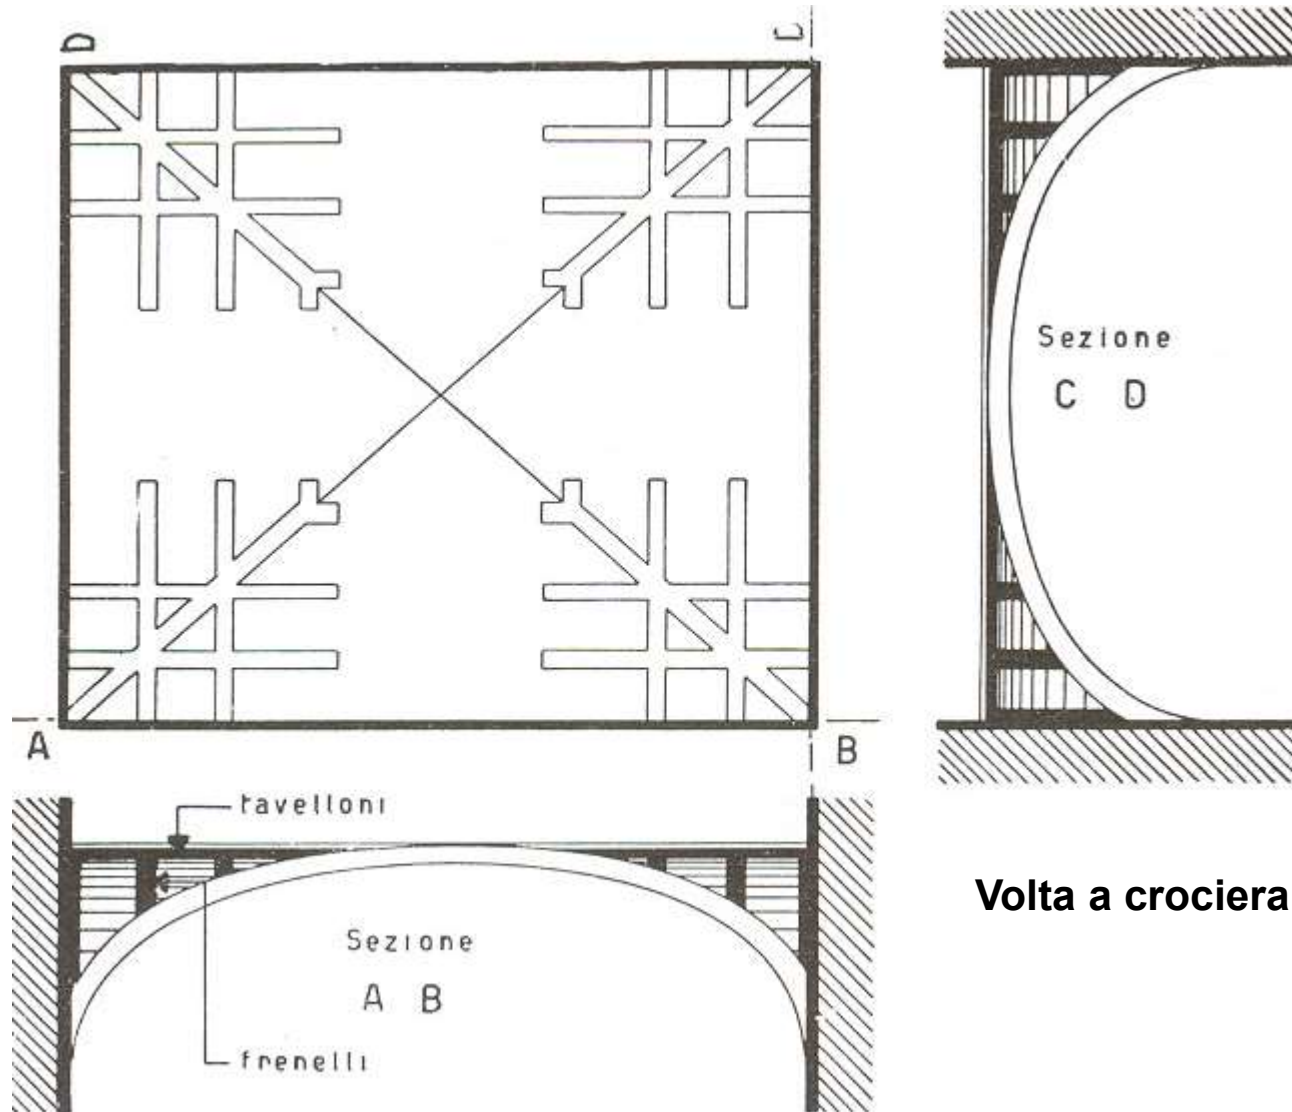 D
C
A
B
tavelloni
Sezione
A B
frenelli
Sezione
C D
Volta a crociera